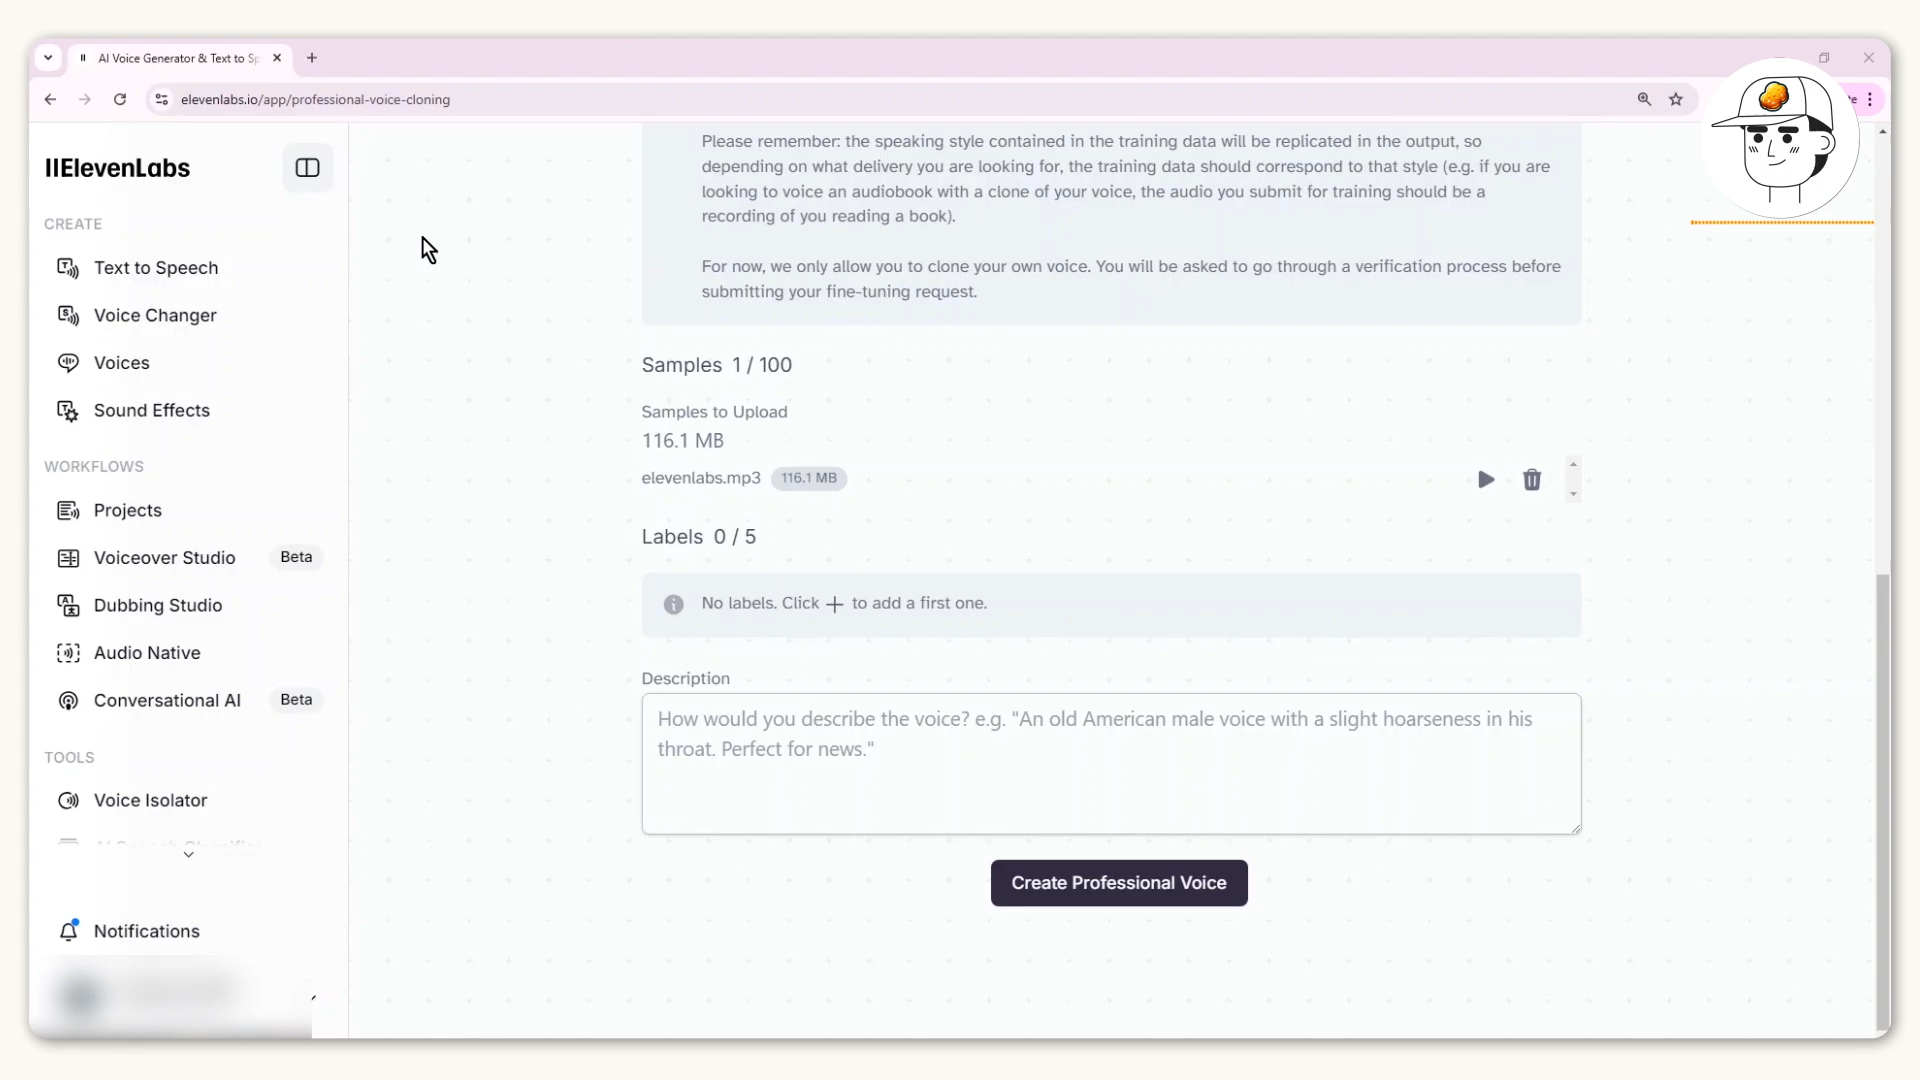 AI Voice Generator & Text to Sp
elevenlabs.io/app/professional-voice-cloning
IIElevenLabs
CREATE
Text to Speech
Voice Changer
Voices
Sound Effects
WORKFLOWS
Projects
Voiceover Studio Beta
Dubbing Studio
Audio Native
Conversational AI Beta
TOOLS
Voice Isolator
Notifications
Please remember: the speaking style contained in the training data will be replicated in the output, so
depending on what delivery you are looking for, the training data should correspond to that style (e.g. if you are
looking to voice an audiobook with a clone of your voice, the audio you submit for training should be a
recording of you reading a book).
For now, we only allow you to clone your own voice. You will be asked to go through a verification process before
submitting your fine-tuning request.
Samples 1 / 100
Samples to Upload
116.1 MB
elevenlabs.mp3 116.1 MB
Labels 0 / 5
No labels. Click + to add a first one.
Description
How would you describe the voice? e.g. "An old American male voice with a slight hoarseness in his
throat. Perfect for news."
Create Professional Voice